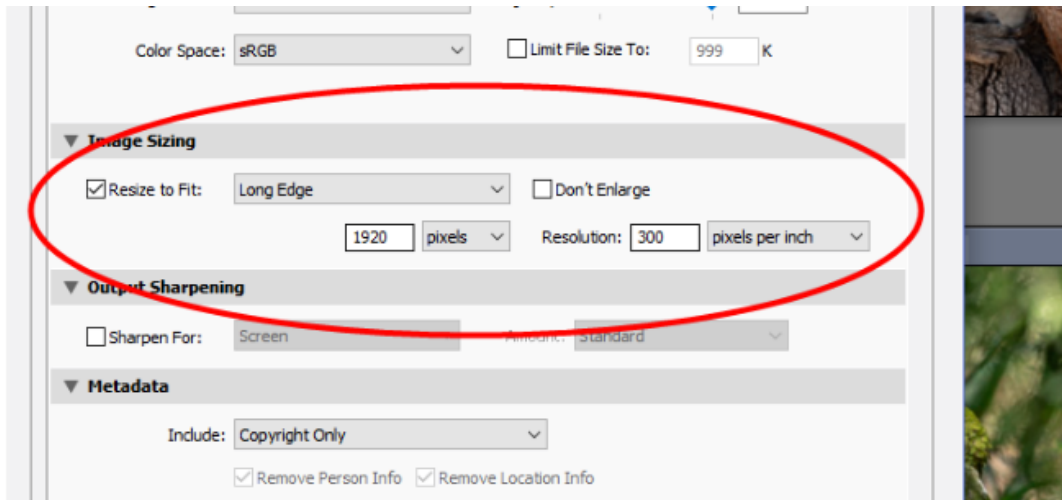 Color Space: sRGB Limit File Size To: 999 K
Image Sizing
Resize to Fit: Long Edge Don't Enlarge
1920 pixels Resolution: 300 pixels per inch
Output Sharpening
Sharpen For: Screen Amount: Standard
Metadata
Include: Copyright Only
Remove Person Info Remove Location Info